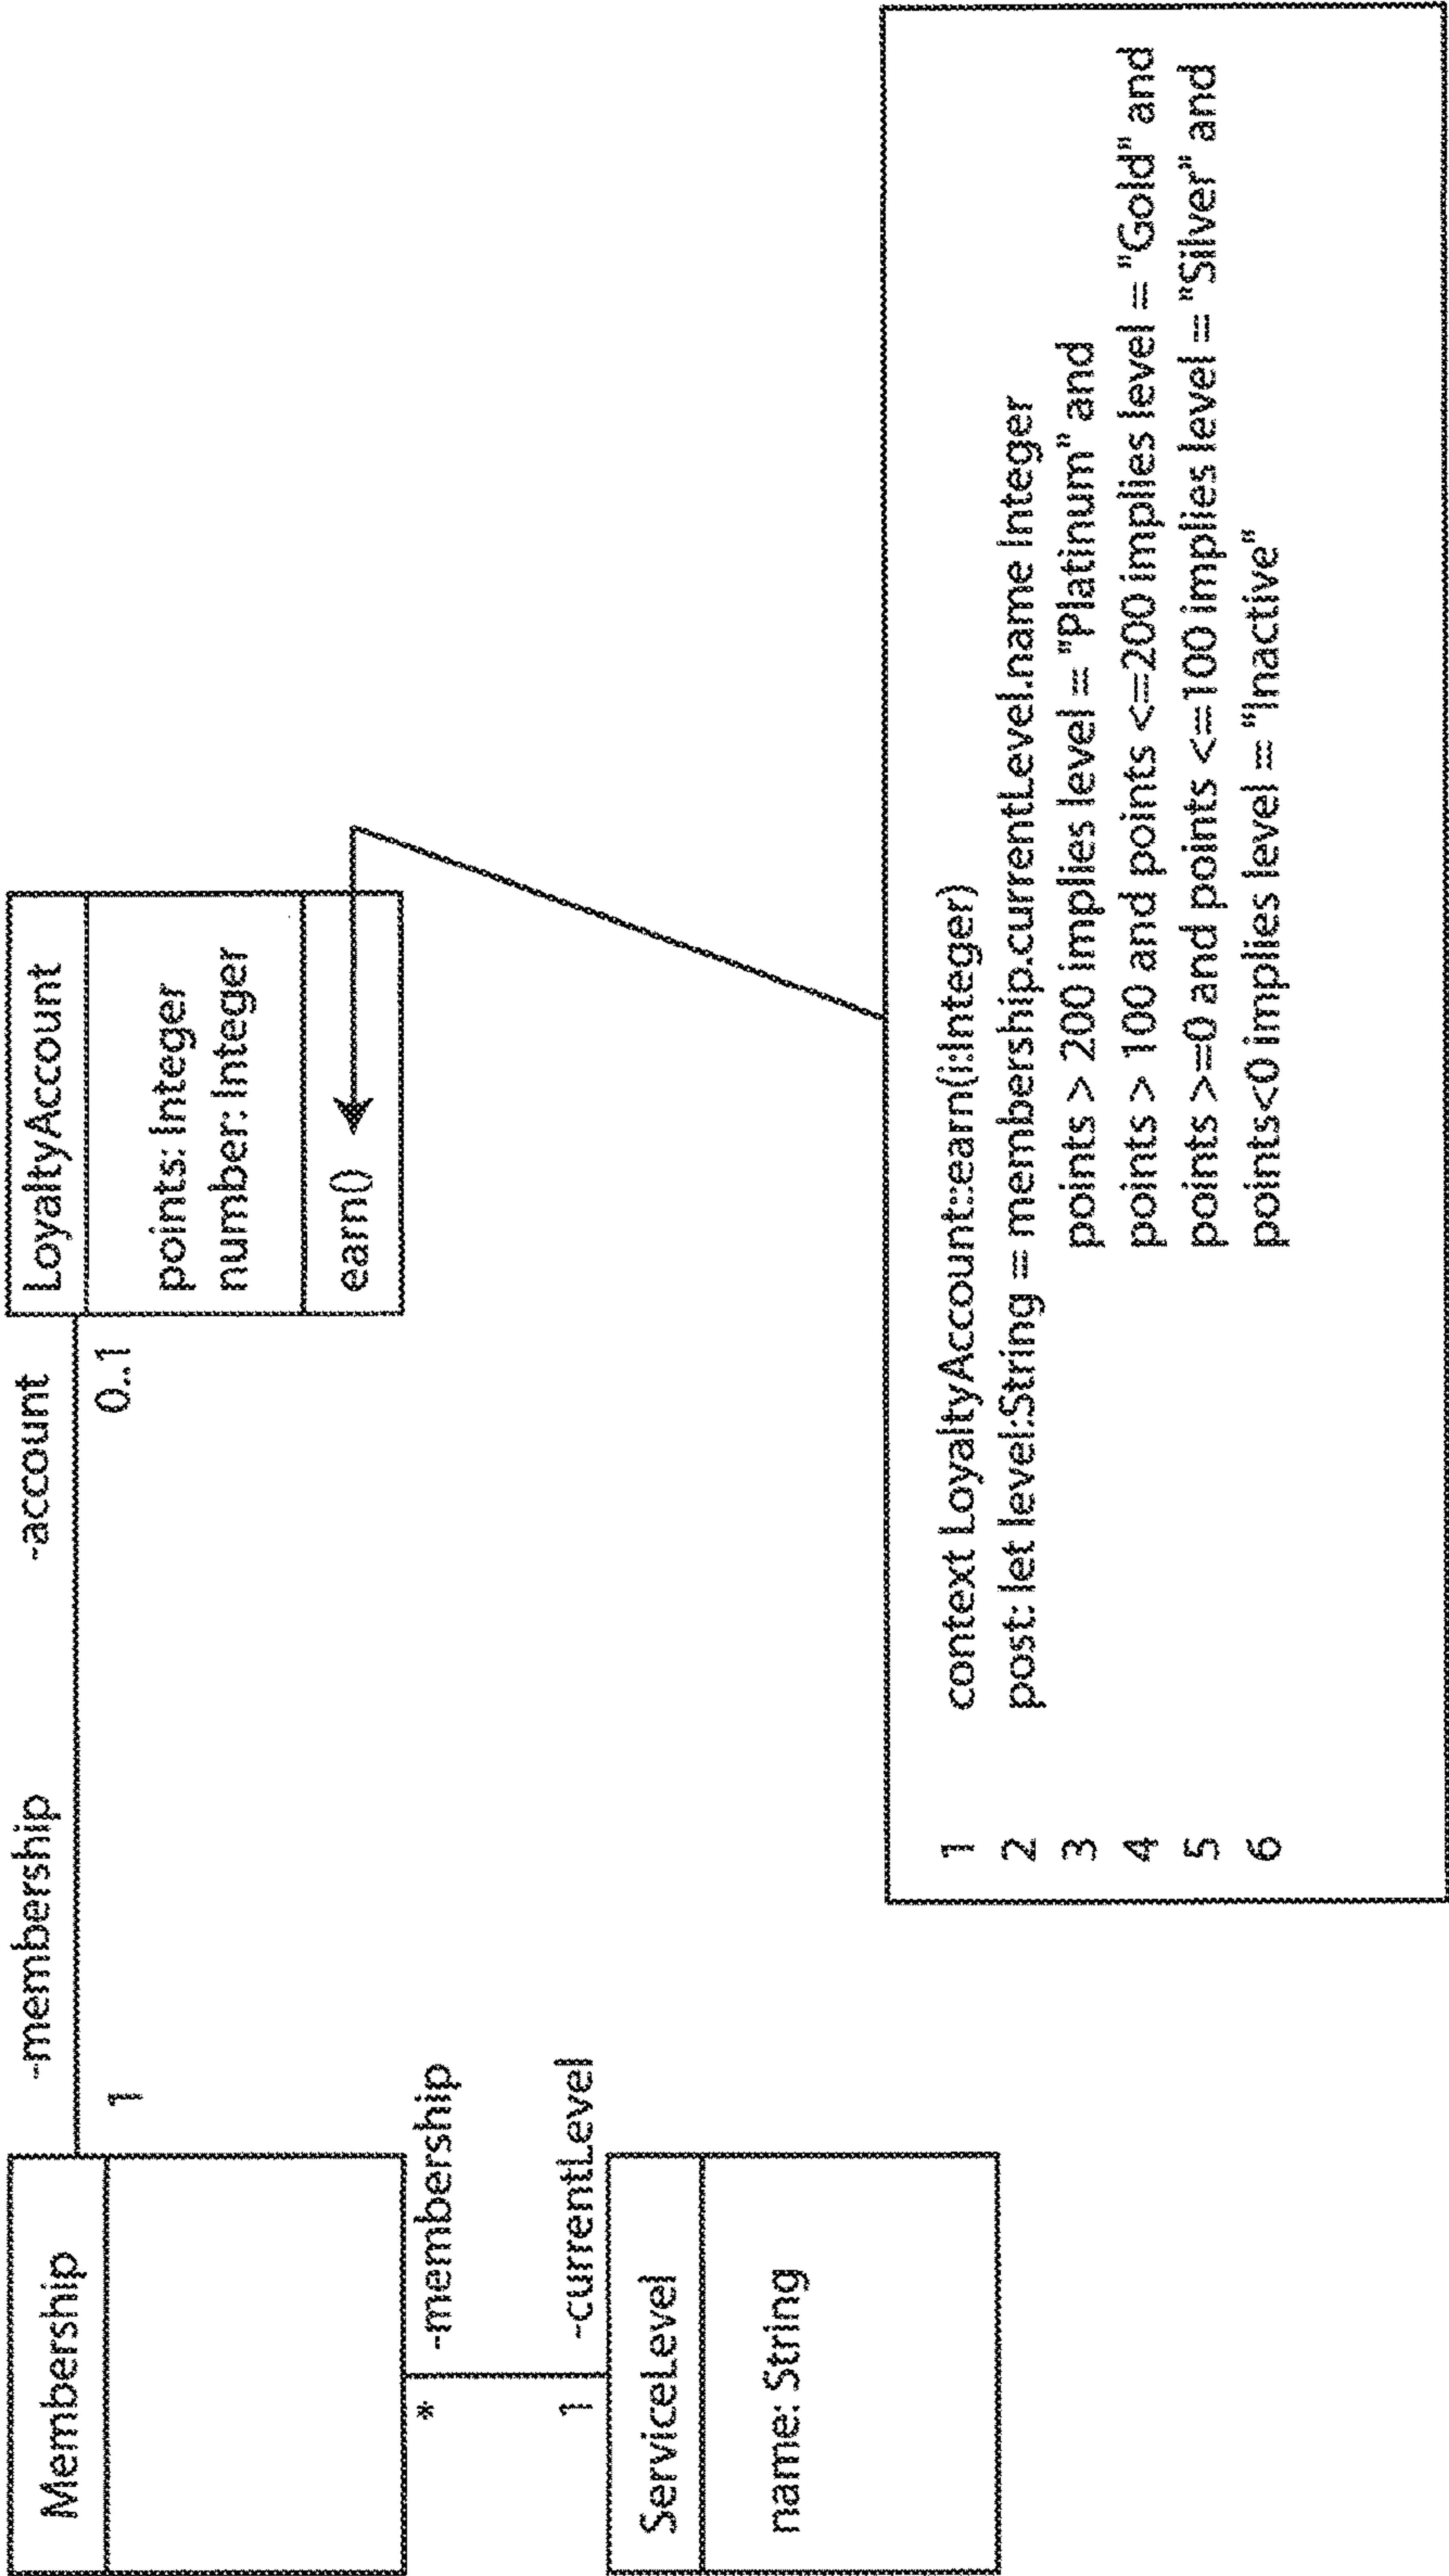 Membership
-membership
1
-account
0..1
LoyaltyAccount
points: Integer
number: Integer
earn()
*
-membership
1
-currentLevel
ServiceLevel
name: String
1 context LoyaltyAccount::earn(i:Integer)
2 post: let level:String = membership.currentLevel.name Integer
3 points > 200 implies level = "Platinum" and
4 points > 100 and points <=200 implies level = "Gold" and
5 points >=0 and points <=100 implies level = "Silver" and
6 points<0 implies level = "Inactive"